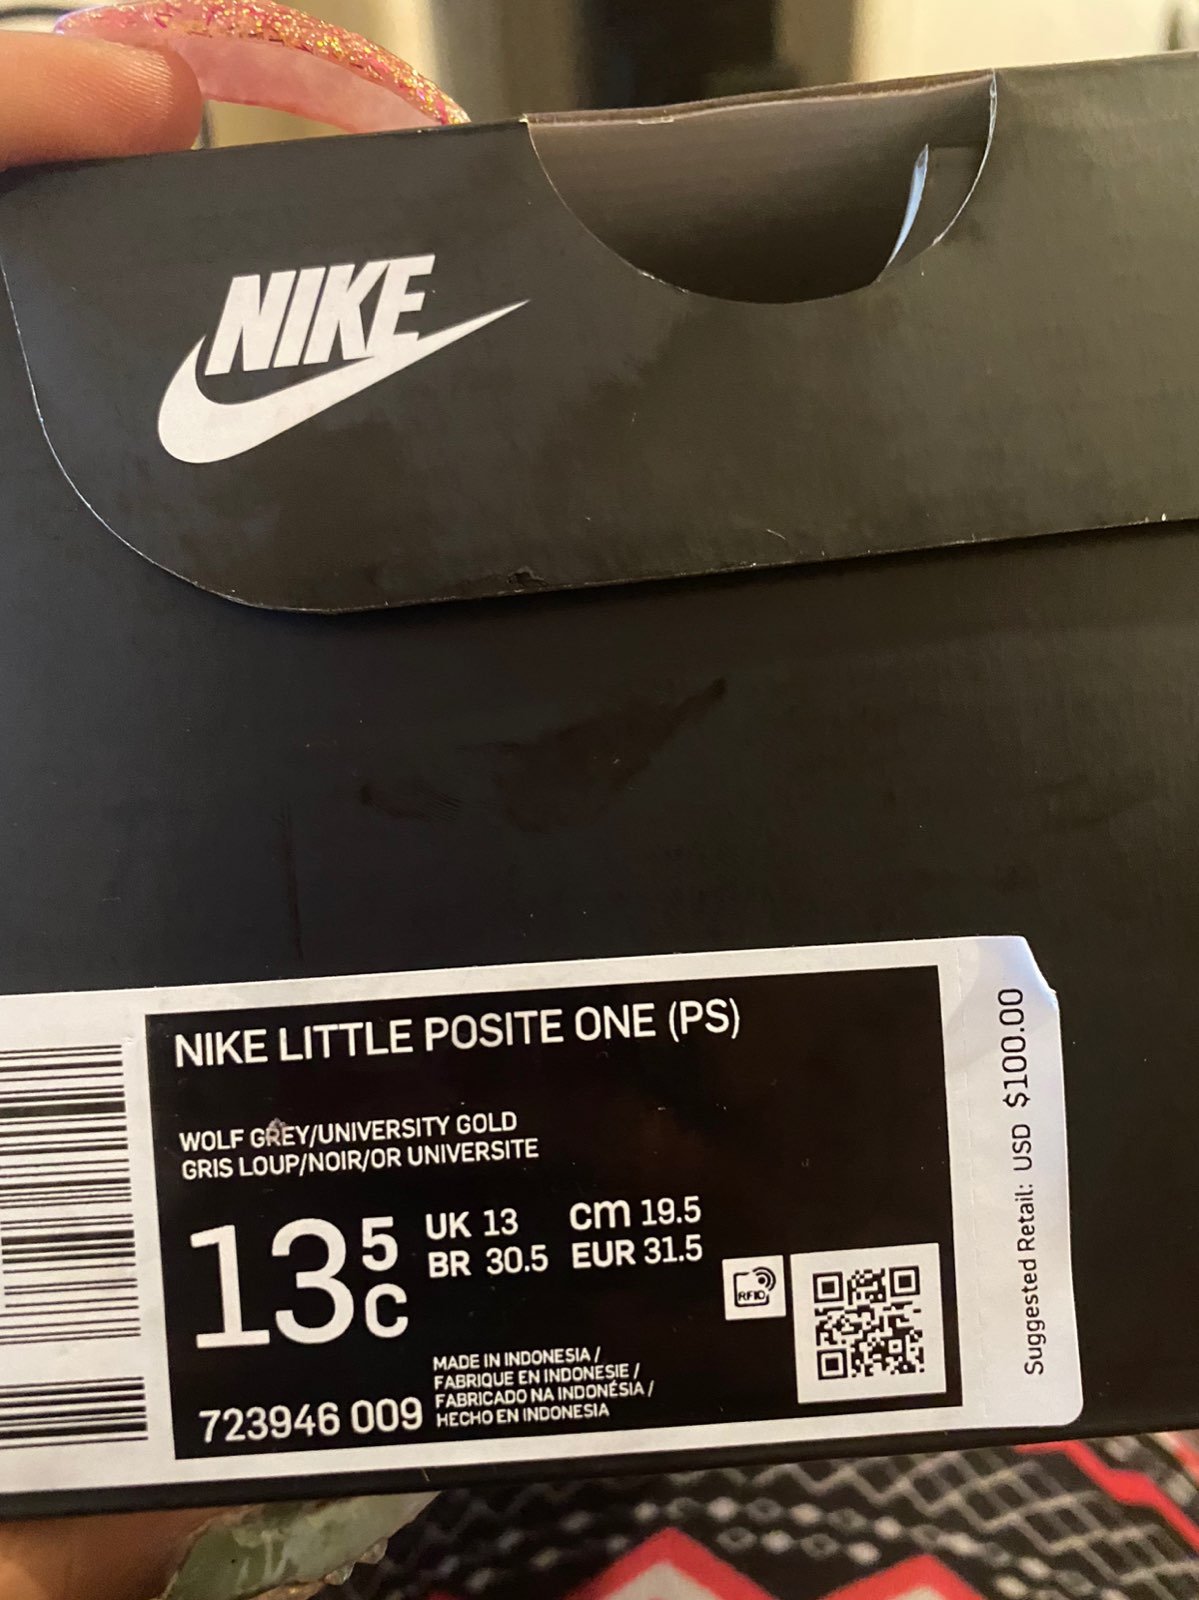 NIKE
NIKE LITTLE POSITE ONE (PS)
WOLF GREY/UNIVERSITY GOLD
GRIS LOUP/NOIR/OR UNIVERSITE
13 5 C
UK 13 cm 19.5
BR 30.5 EUR 31.5
RFID
MADE IN INDONESIA /
FABRIQUE EN INDONESIE /
FABRICADO NA INDONÉSIA /
HECHO EN INDONESIA
723946 009
Suggested Retail: USD $100.00